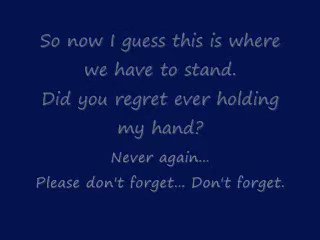 So now I guess this is where
we have to stand.
Did you regret ever holding
my hand?
Never again...
Please don't forget... Don't forget.